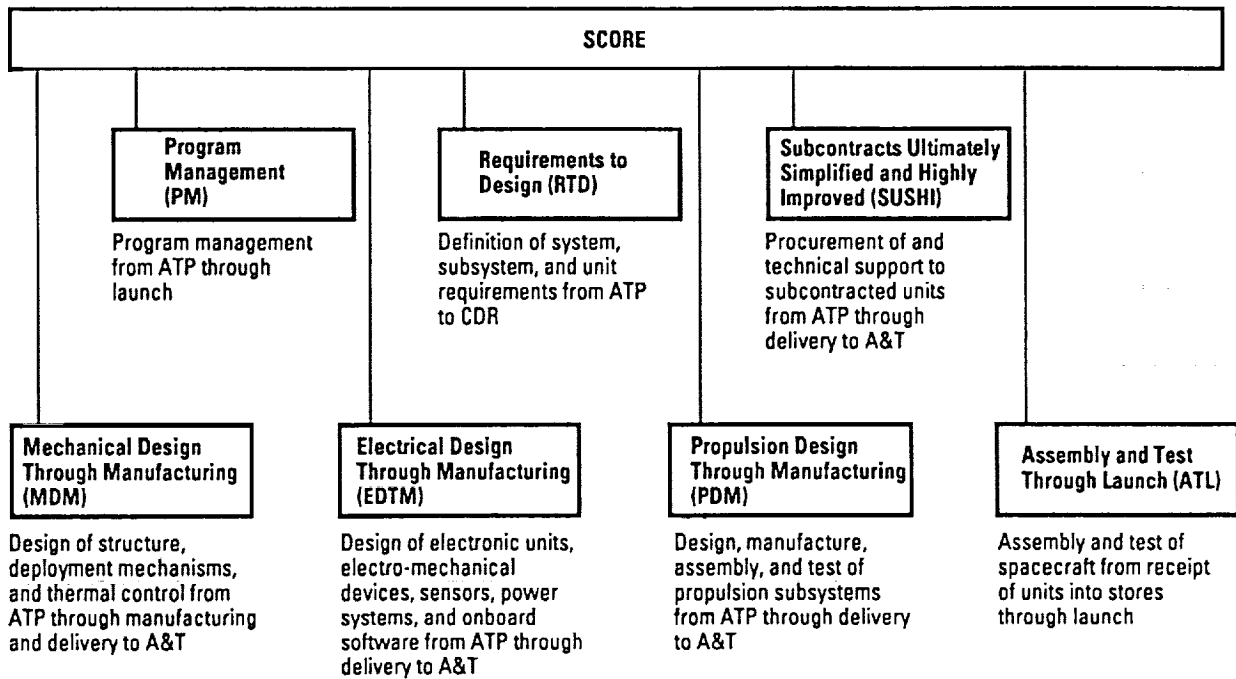 SCORE
Program
Management
(PM)
Program management
from ATP through
launch
Requirements to
Design (RTD)
Definition of system,
subsystem, and unit
requirements from ATP
to CDR
Subcontracts Ultimately
Simplified and Highly
Improved (SUSHI)
Procurement of and
technical support to
subcontracted units
from ATP through
delivery to A&T
Mechanical Design
Through Manufacturing
(MDM)
Design of structure,
deployment mechanisms,
and thermal control from
ATP through manufacturing
and delivery to A&T
Electrical Design
Through Manufacturing
(EDTM)
Design of electronic units,
electro-mechanical
devices, sensors, power
systems, and onboard
software from ATP through
delivery to A&T
Propulsion Design
Through Manufacturing
(PDM)
Design, manufacture,
assembly, and test of
propulsion subsystems
from ATP through delivery
to A&T
Assembly and Test
Through Launch (ATL)
Assembly and test of
spacecraft from receipt
of units into stores
through launch